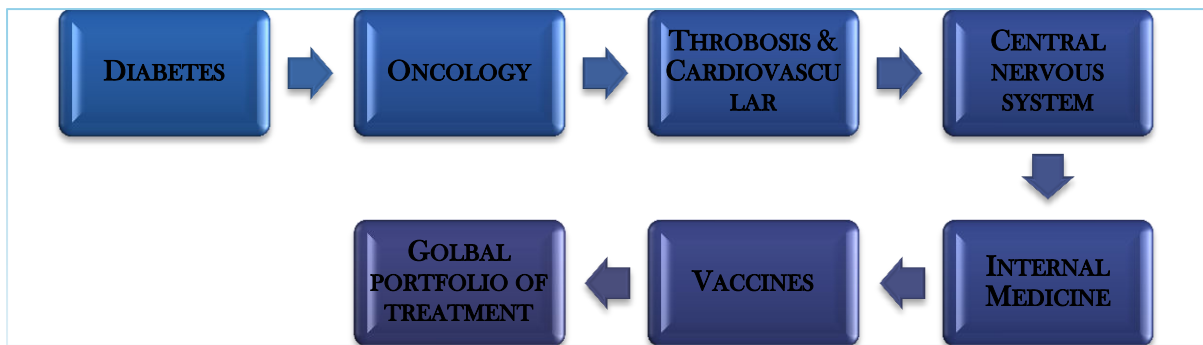 DIABETES
ONCOLOGY
THROBOSIS &
CARDIOVASCU
LAR
CENTRAL
NERVOUS
SYSTEM
GOLBAL
PORTFOLIO OF
TREATMENT
VACCINES
INTERNAL
MEDICINE